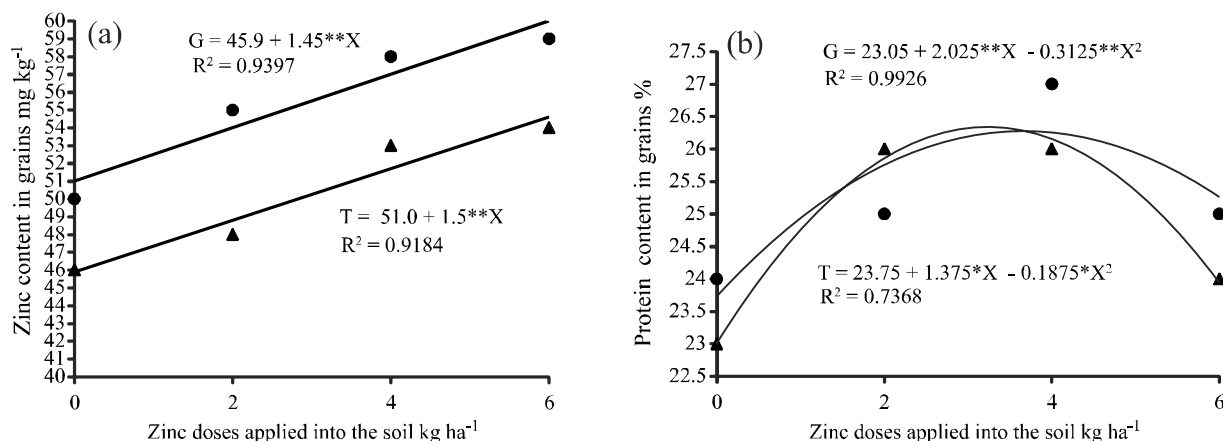 (a)
G = 45.9 + 1.45**X
R² = 0.9397
T = 51.0 + 1.5**X
R² = 0.9184
Zinc content in grains mg kg⁻¹
60
59
58
57
56
55
54
53
52
51
50
49
48
47
46
45
44
43
42
41
40
0 2 4 6
Zinc doses applied into the soil kg ha⁻¹
(b)
G = 23.05 + 2.025**X - 0.3125**X²
R² = 0.9926
T = 23.75 + 1.375*X - 0.1875*X²
R² = 0.7368
Protein content in grains %
27.5
27
26.5
26
25.5
25
24.5
24
23.5
23
22.5
0 2 4 6
Zinc doses applied into the soil kg ha⁻¹